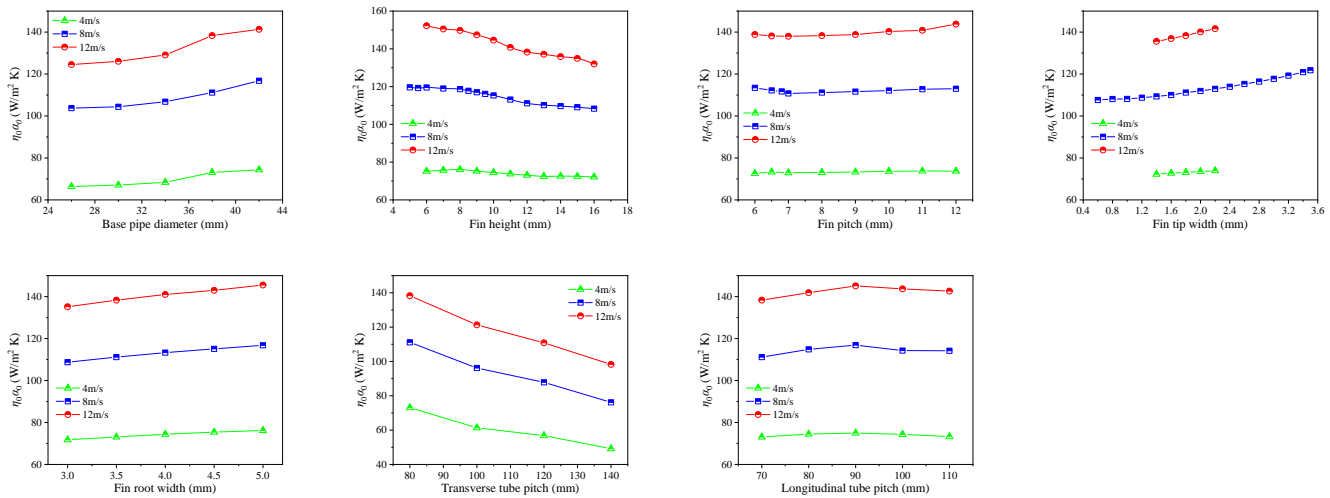 4m/s
8m/s
12m/s
140
120
100
80
60
24 28 32 36 40 44
η0α0 (W/m² K)
Base pipe diameter (mm)
160
140
120
100
80
60
4 6 8 10 12 14 16 18
4m/s
8m/s
12m/s
η0α0 (W/m² K)
Fin height (mm)
140
120
100
80
60
6 7 8 9 10 11 12
4m/s
8m/s
12m/s
η0α0 (W/m² K)
Fin pitch (mm)
140
120
100
80
60
0.4 0.8 1.2 1.6 2.0 2.4 2.8 3.2 3.6
4m/s
8m/s
12m/s
η0α0 (W/m² K)
Fin tip width (mm)
140
120
100
80
60
3.0 3.5 4.0 4.5 5.0
4m/s
8m/s
12m/s
η0α0 (W/m² K)
Fin root width (mm)
140
120
100
80
60
40
80 90 100 110 120 130 140
4m/s
8m/s
12m/s
η0α0 (W/m² K)
Transverse tube pitch (mm)
140
120
100
80
60
70 80 90 100 110
4m/s
8m/s
12m/s
η0α0 (W/m² K)
Longitudinal tube pitch (mm)